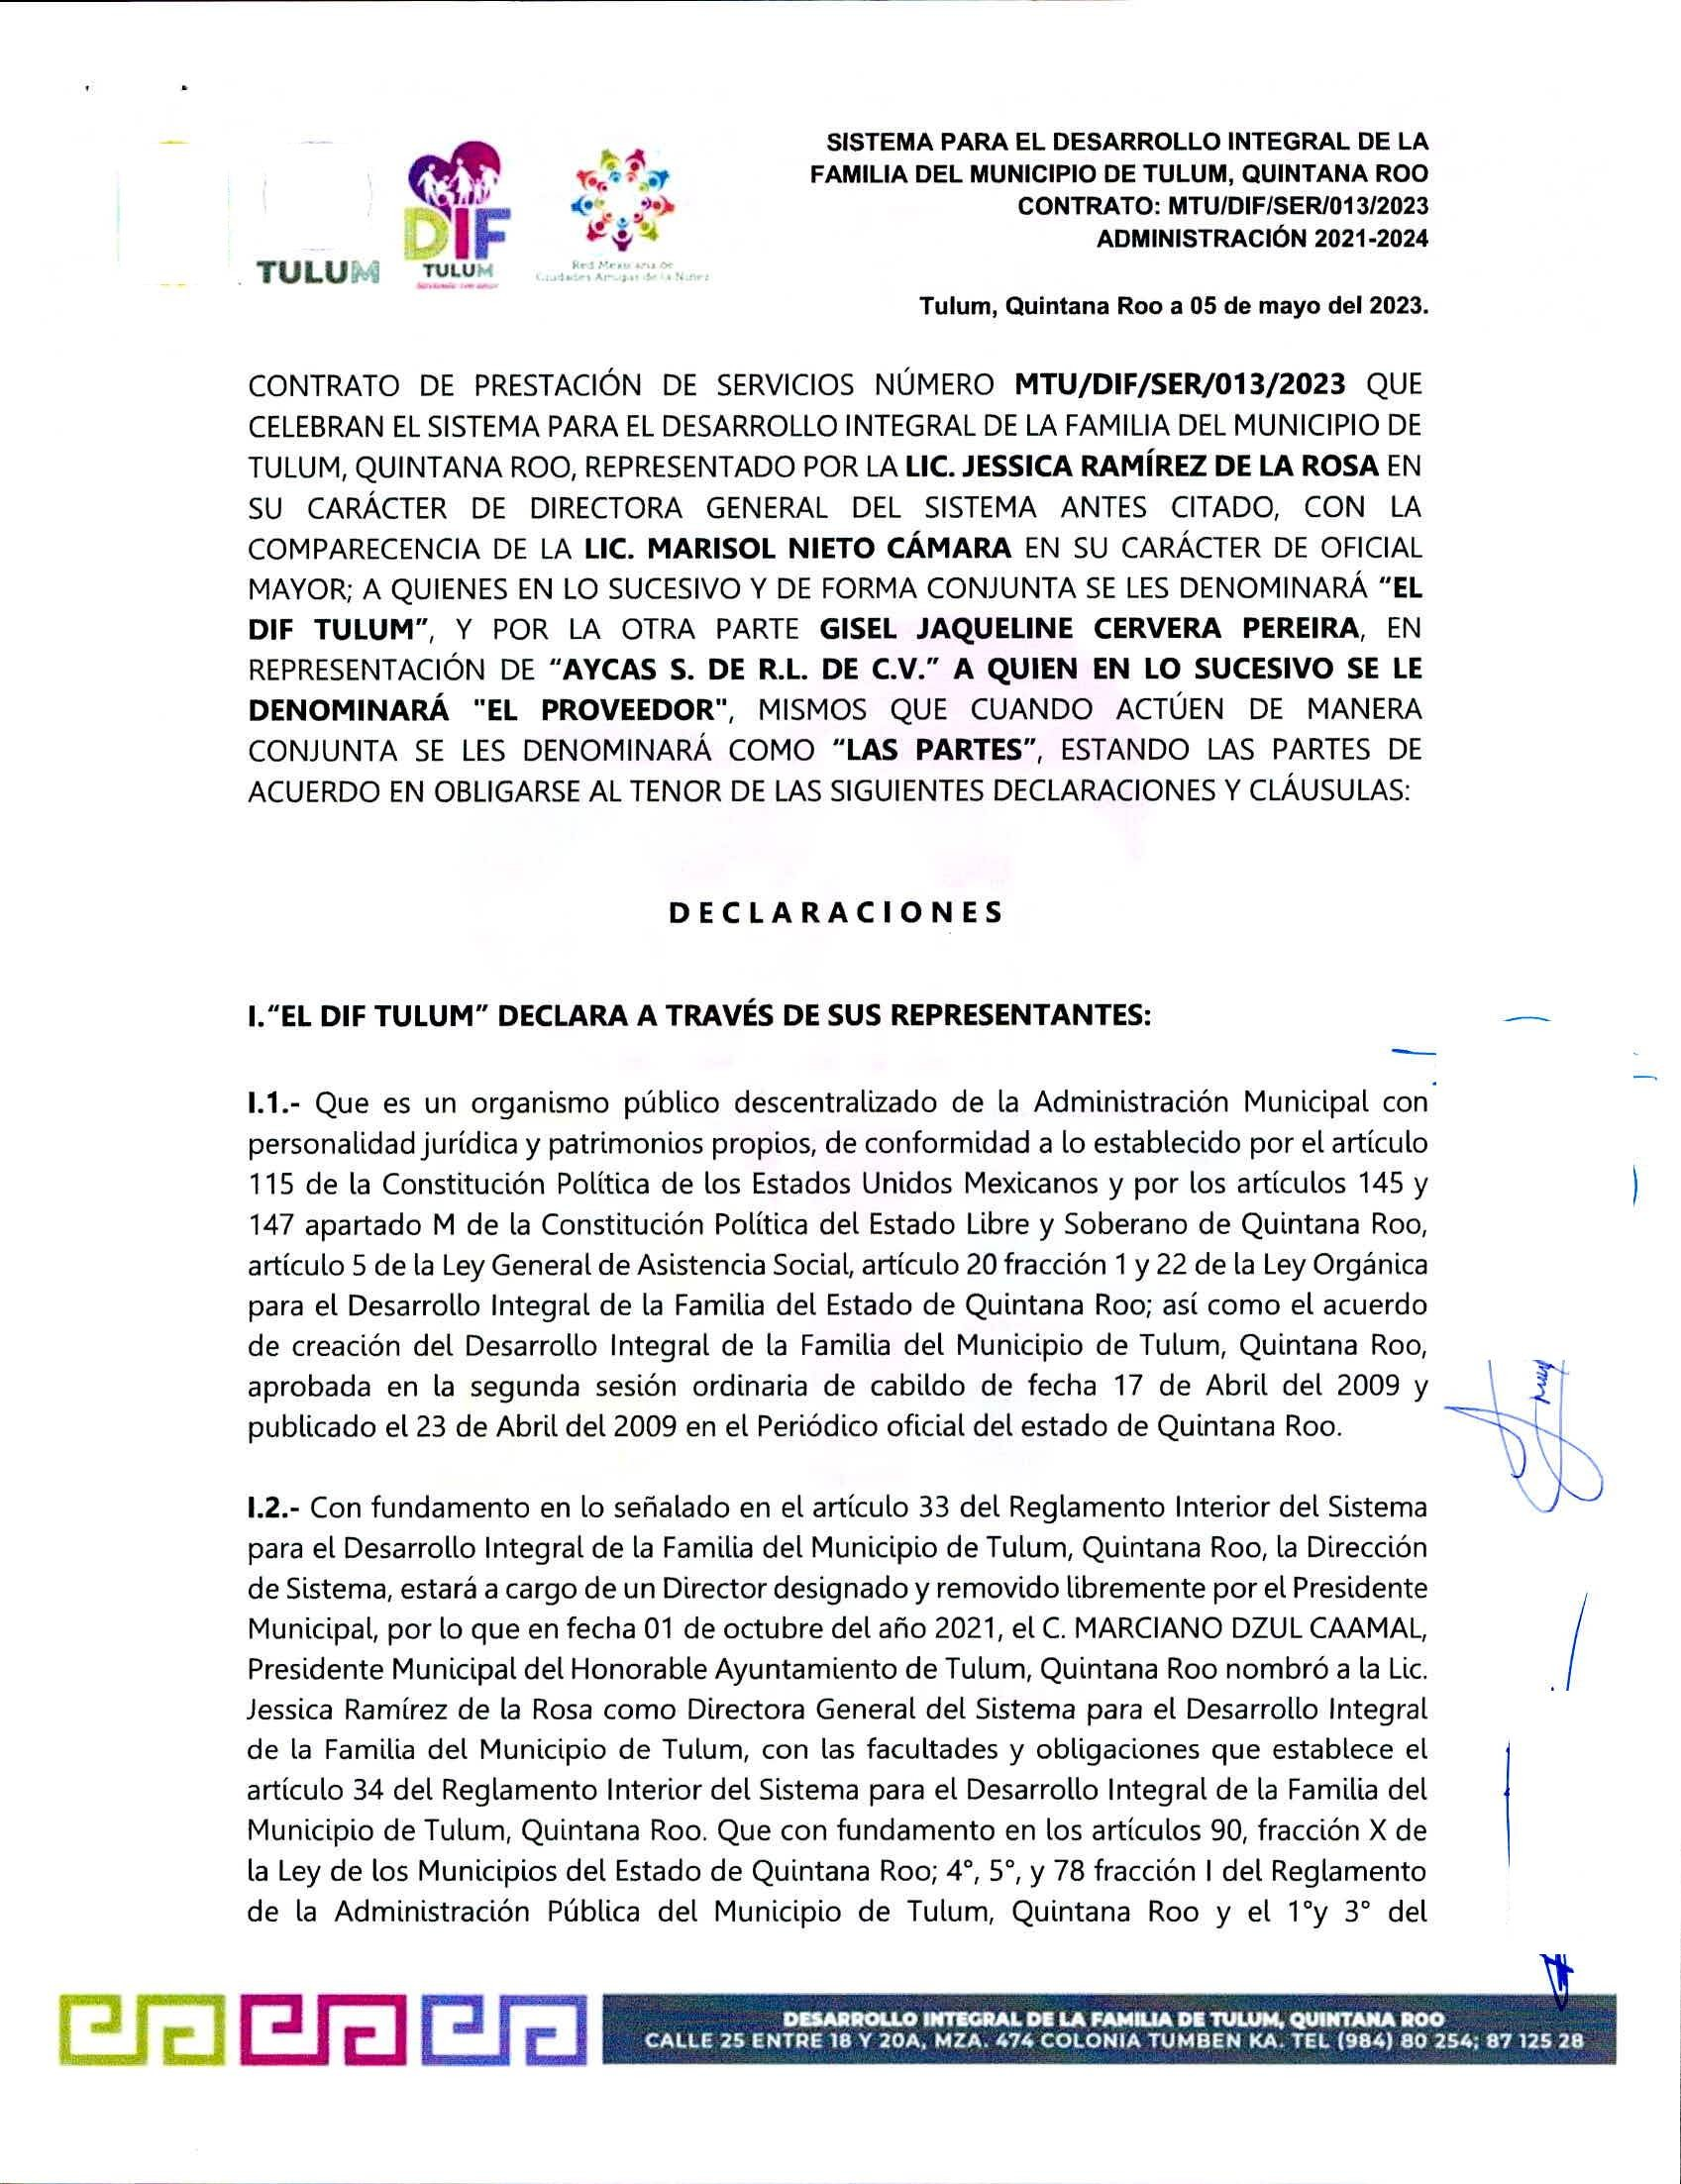 SISTEMA PARA EL DESARROLLO INTEGRAL DE LA
FAMILIA DEL MUNICIPIO DE TULUM, QUINTANA ROO
CONTRATO: MTU/DIF/SER/013/2023
ADMINISTRACIÓN 2021-2024
TULUM
DIF
TULUM
Red Mexicana de
Ciudades Amigas de la Niñez
Tulum, Quintana Roo a 05 de mayo del 2023.
CONTRATO DE PRESTACIÓN DE SERVICIOS NÚMERO MTU/DIF/SER/013/2023 QUE
CELEBRAN EL SISTEMA PARA EL DESARROLLO INTEGRAL DE LA FAMILIA DEL MUNICIPIO DE
TULUM, QUINTANA ROO, REPRESENTADO POR LA LIC. JESSICA RAMÍREZ DE LA ROSA EN
SU CARÁCTER DE DIRECTORA GENERAL DEL SISTEMA ANTES CITADO, CON LA
COMPARECENCIA DE LA LIC. MARISOL NIETO CÁMARA EN SU CARÁCTER DE OFICIAL
MAYOR; A QUIENES EN LO SUCESIVO Y DE FORMA CONJUNTA SE LES DENOMINARÁ “EL
DIF TULUM”, Y POR LA OTRA PARTE GISEL JAQUELINE CERVERA PEREIRA, EN
REPRESENTACIÓN DE “AYCAS S. DE R.L. DE C.V.” A QUIEN EN LO SUCESIVO SE LE
DENOMINARÁ "EL PROVEEDOR", MISMOS QUE CUANDO ACTÚEN DE MANERA
CONJUNTA SE LES DENOMINARÁ COMO “LAS PARTES”, ESTANDO LAS PARTES DE
ACUERDO EN OBLIGARSE AL TENOR DE LAS SIGUIENTES DECLARACIONES Y CLÁUSULAS:
D E C L A R A C I O N E S
I.“EL DIF TULUM” DECLARA A TRAVÉS DE SUS REPRESENTANTES:
I.1.- Que es un organismo público descentralizado de la Administración Municipal con
personalidad jurídica y patrimonios propios, de conformidad a lo establecido por el artículo
115 de la Constitución Política de los Estados Unidos Mexicanos y por los artículos 145 y
147 apartado M de la Constitución Política del Estado Libre y Soberano de Quintana Roo,
artículo 5 de la Ley General de Asistencia Social, artículo 20 fracción 1 y 22 de la Ley Orgánica
para el Desarrollo Integral de la Familia del Estado de Quintana Roo; así como el acuerdo
de creación del Desarrollo Integral de la Familia del Municipio de Tulum, Quintana Roo,
aprobada en la segunda sesión ordinaria de cabildo de fecha 17 de Abril del 2009 y
publicado el 23 de Abril del 2009 en el Periódico oficial del estado de Quintana Roo.
I.2.- Con fundamento en lo señalado en el artículo 33 del Reglamento Interior del Sistema
para el Desarrollo Integral de la Familia del Municipio de Tulum, Quintana Roo, la Dirección
de Sistema, estará a cargo de un Director designado y removido libremente por el Presidente
Municipal, por lo que en fecha 01 de octubre del año 2021, el C. MARCIANO DZUL CAAMAL,
Presidente Municipal del Honorable Ayuntamiento de Tulum, Quintana Roo nombró a la Lic.
Jessica Ramírez de la Rosa como Directora General del Sistema para el Desarrollo Integral
de la Familia del Municipio de Tulum, con las facultades y obligaciones que establece el
artículo 34 del Reglamento Interior del Sistema para el Desarrollo Integral de la Familia del
Municipio de Tulum, Quintana Roo. Que con fundamento en los artículos 90, fracción X de
la Ley de los Municipios del Estado de Quintana Roo; 4°, 5°, y 78 fracción I del Reglamento
de la Administración Pública del Municipio de Tulum, Quintana Roo y el 1°y 3° del
DESARROLLO INTEGRAL DE LA FAMILIA DE TULUM, QUINTANA ROO
CALLE 25 ENTRE 18 Y 20A, MZA. 474 COLONIA TUMBEN KA. TEL (984) 80 254; 87 125 28